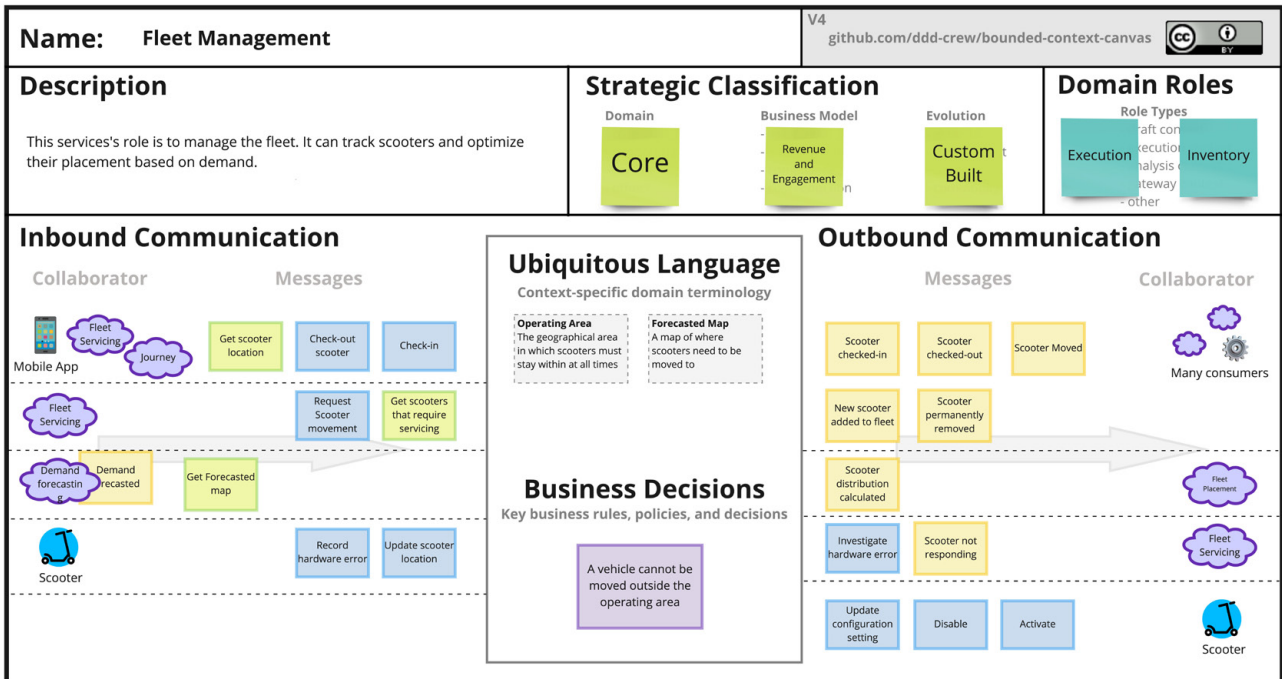 Name:
Fleet Management
V4
github.com/ddd-crew/bounded-context-canvas
cc
BY
Description
This services's role is to manage the fleet. It can track scooters and optimize
their placement based on demand.
Strategic Classification
Domain
Core
Business Model
Revenue
and
Engagement
Evolution
Custom
Built
Domain Roles
Role Types
Execution
Inventory
- other
Inbound Communication
Collaborator
Messages
Mobile App
Fleet
Servicing
Journey
Get scooter
location
Check-out
scooter
Check-in
Fleet
Servicing
Request
Scooter
movement
Get scooters
that require
servicing
Demand
forecastin
g
Demand
recasted
Get Forecasted
map
Scooter
Record
hardware error
Update scooter
location
Ubiquitous Language
Context-specific domain terminology
Operating Area
The geographical area
in which scooters must
stay within at all times
Forecasted Map
A map of where
scooters need to be
moved to
Business Decisions
Key business rules, policies, and decisions
A vehicle cannot be
moved outside the
operating area
Outbound Communication
Messages
Collaborator
Scooter
checked-in
Scooter
checked-out
Scooter Moved
Many consumers
New scooter
added to fleet
Scooter
permanently
removed
Scooter
distribution
calculated
Fleet
Placement
Investigate
hardware error
Scooter not
responding
Fleet
Servicing
Update
configuration
setting
Disable
Activate
Scooter